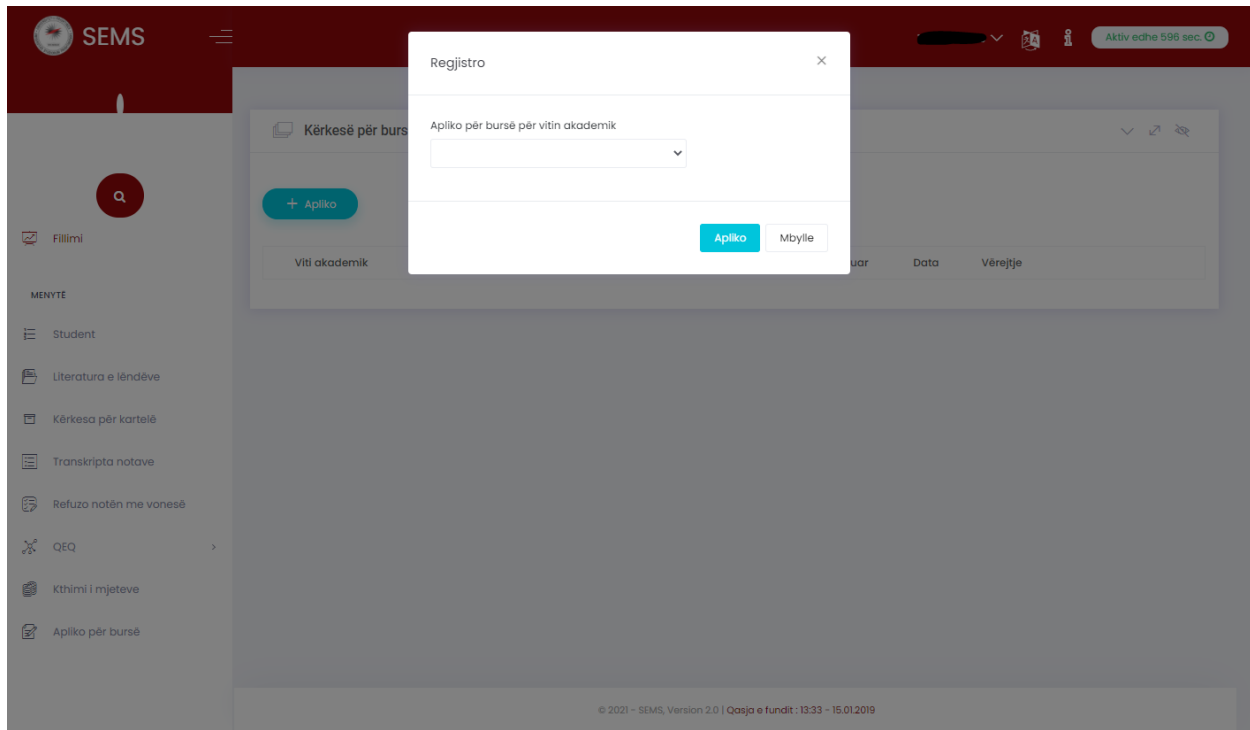 SEMS
Aktiv edhe 596 sec.
Regjistro
Kërkesë për burs
Apliko për bursë për vitin akademik
+ Apliko
Apliko
Mbylle
Viti akademik
uar
Data
Vërejtje
Fillimi
MENYTË
Student
Literatura e lëndëve
Kërkesa për kartelë
Transkripta notave
Refuzo notën me vonesë
QEQ
Kthimi i mjeteve
Apliko për bursë
© 2021 - SEMS, Version 2.0 | Qasja e fundit : 13:33 - 15.01.2019